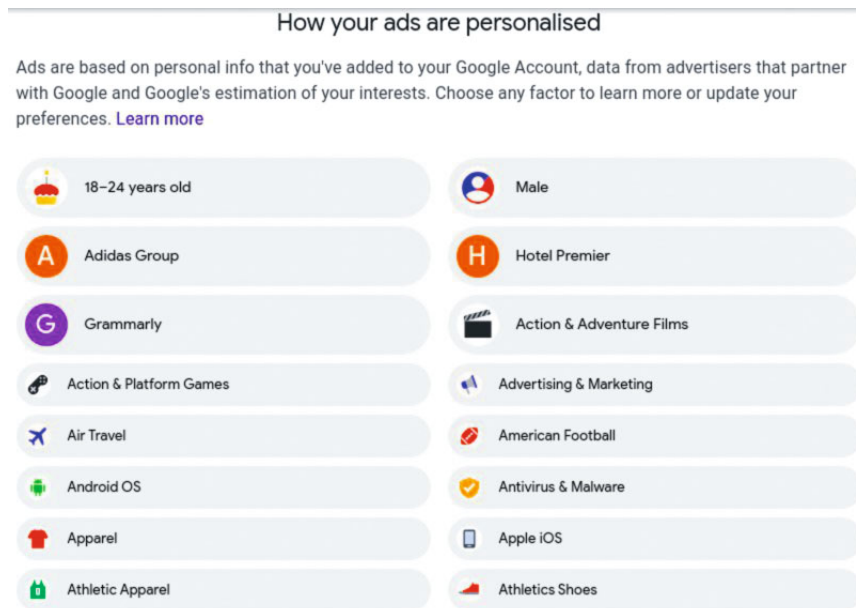 How your ads are personalised
Ads are based on personal info that you've added to your Google Account, data from advertisers that partner
with Google and Google's estimation of your interests. Choose any factor to learn more or update your
preferences. Learn more
18–24 years old
Male
A
Adidas Group
H
Hotel Premier
G
Grammarly
Action & Adventure Films
Action & Platform Games
Advertising & Marketing
Air Travel
American Football
Android OS
Antivirus & Malware
Apparel
Apple iOS
Athletic Apparel
Athletics Shoes